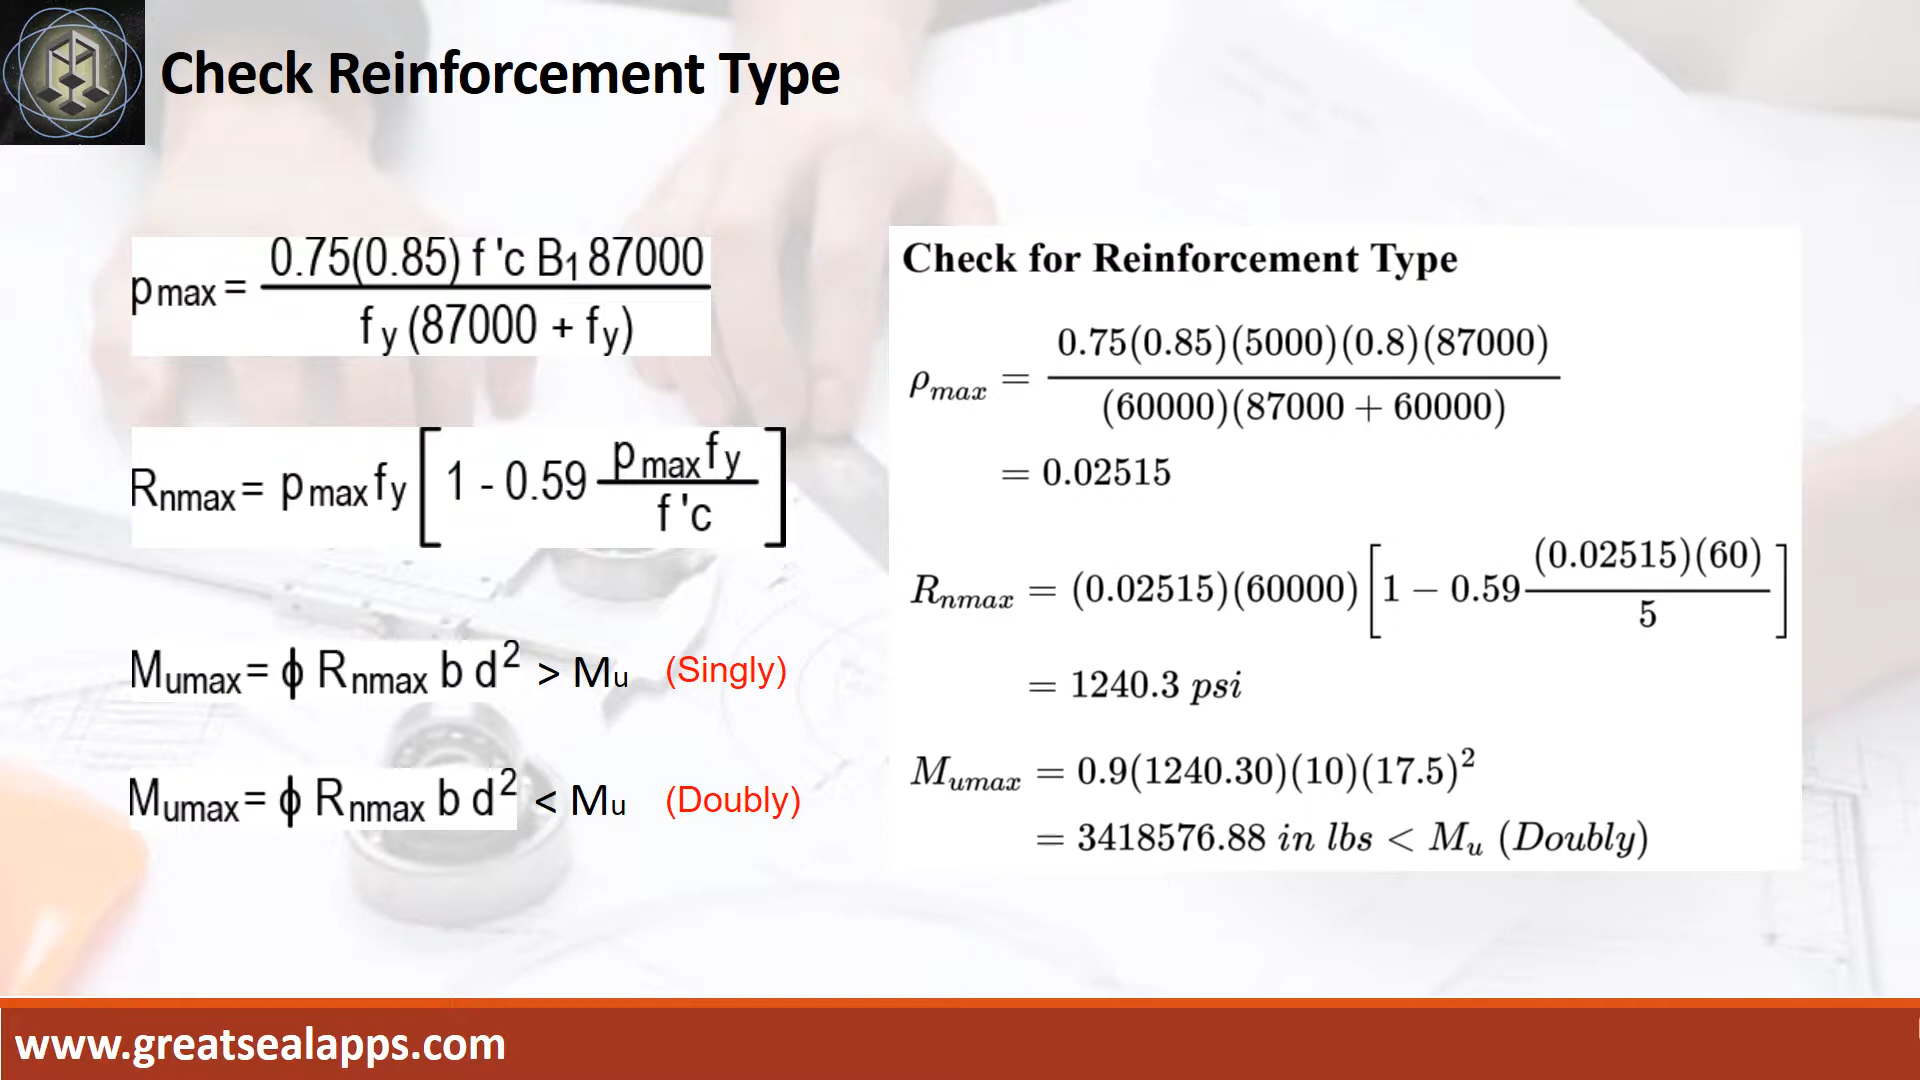 Check Reinforcement Type
pmax = 0.75(0.85) f 'c B1 87000 / fy (87000 + fy)
Rnmax = pmax fy [ 1 - 0.59 pmax fy / f 'c ]
Mumax = ϕ Rnmax b d² > Mu (Singly)
Mumax = ϕ Rnmax b d² < Mu (Doubly)
Check for Reinforcement Type
ρmax = 0.75(0.85)(5000)(0.8)(87000) / (60000)(87000 + 60000)
= 0.02515
Rnmax = (0.02515)(60000) [ 1 − 0.59 (0.02515)(60) / 5 ]
= 1240.3 psi
Mumax = 0.9(1240.30)(10)(17.5)²
= 3418576.88 in lbs < Mu (Doubly)
www.greatsealapps.com